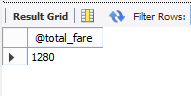 Result Grid Filter Rows:
@total_fare
1280